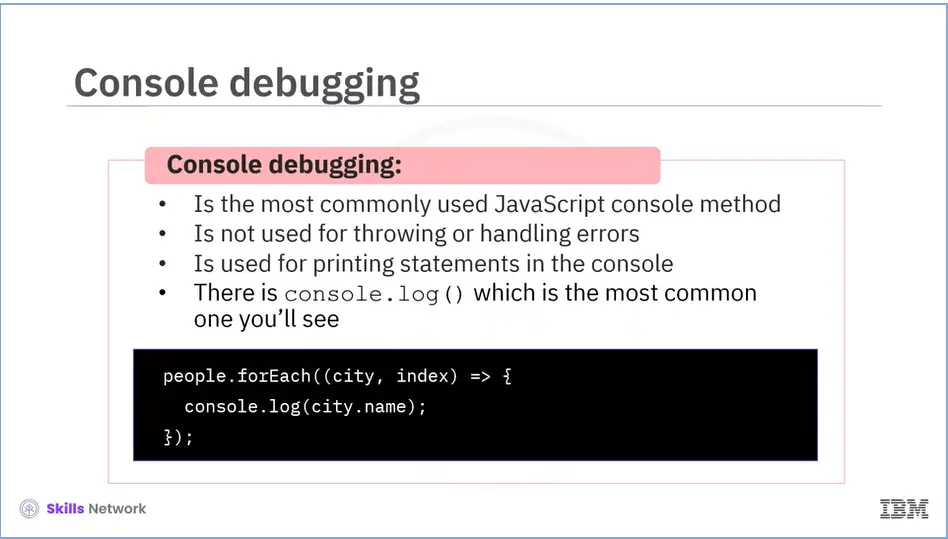 Console debugging
Console debugging:
• Is the most commonly used JavaScript console method
• Is not used for throwing or handling errors
• Is used for printing statements in the console
• There is console.log() which is the most common
one you’ll see
people.forEach((city, index) => {
  console.log(city.name);
});
Skills Network
IBM